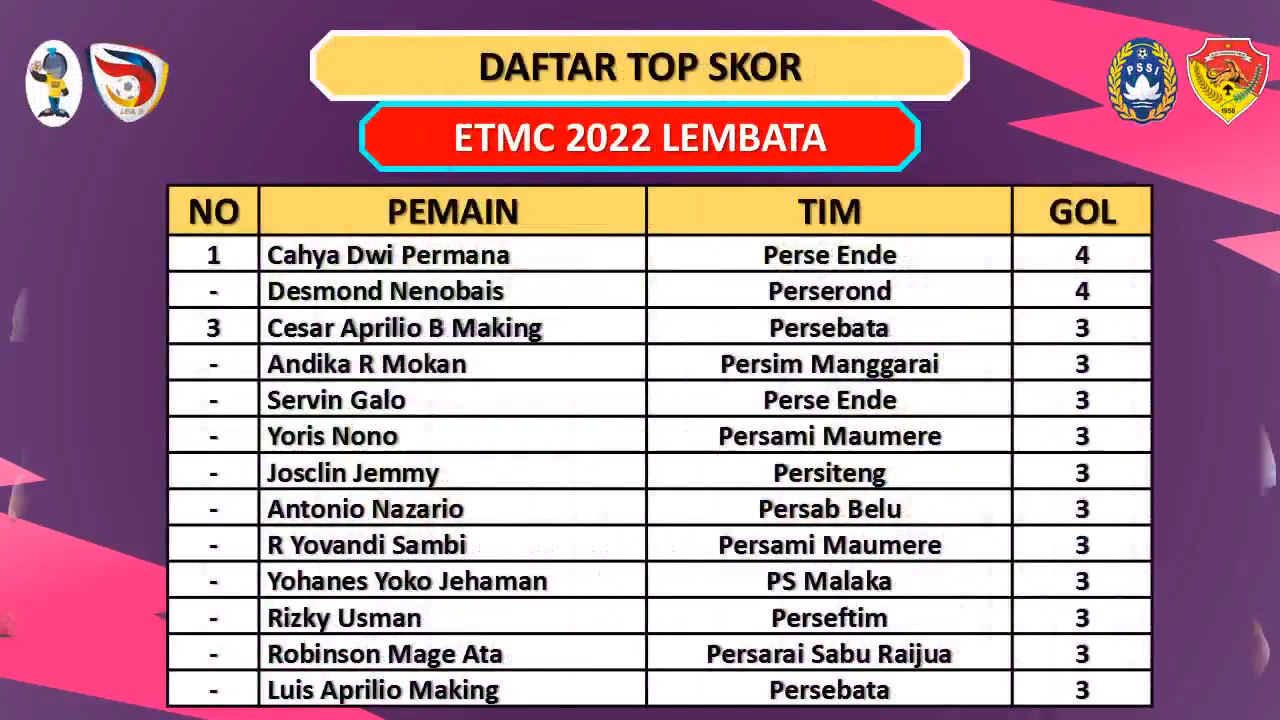 DAFTAR TOP SKOR
ETMC 2022 LEMBATA
PSSI
1958
LIGA 3
NO PEMAIN TIM GOL
1 Cahya Dwi Permana Perse Ende 4
- Desmond Nenobais Perserond 4
3 Cesar Aprilio B Making Persebata 3
- Andika R Mokan Persim Manggarai 3
- Servin Galo Perse Ende 3
- Yoris Nono Persami Maumere 3
- Josclin Jemmy Persiteng 3
- Antonio Nazario Persab Belu 3
- R Yovandi Sambi Persami Maumere 3
- Yohanes Yoko Jehaman PS Malaka 3
- Rizky Usman Perseftim 3
- Robinson Mage Ata Persarai Sabu Raijua 3
- Luis Aprilio Making Persebata 3